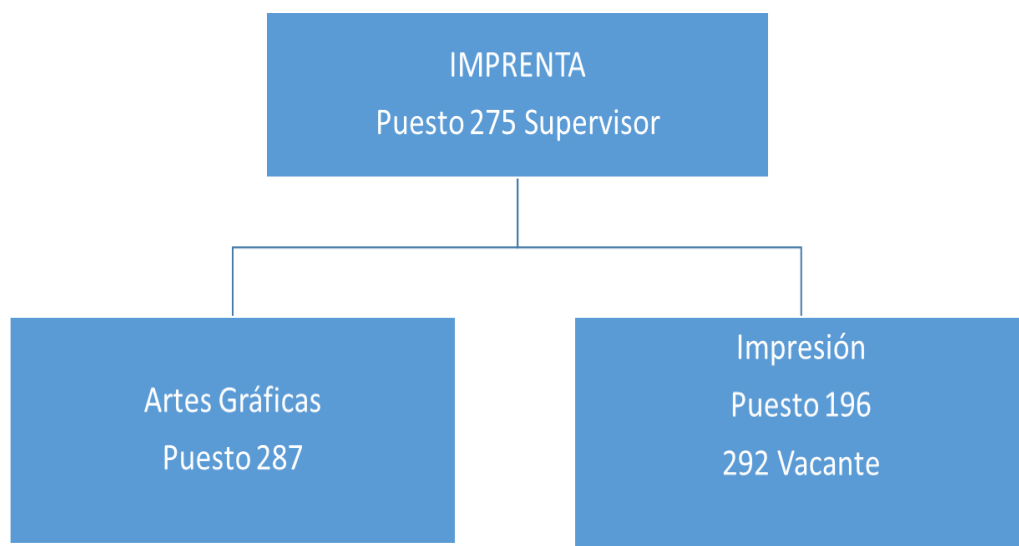 IMPRENTA
Puesto 275 Supervisor
Artes Gráficas
Puesto 287
Impresión
Puesto 196
292 Vacante